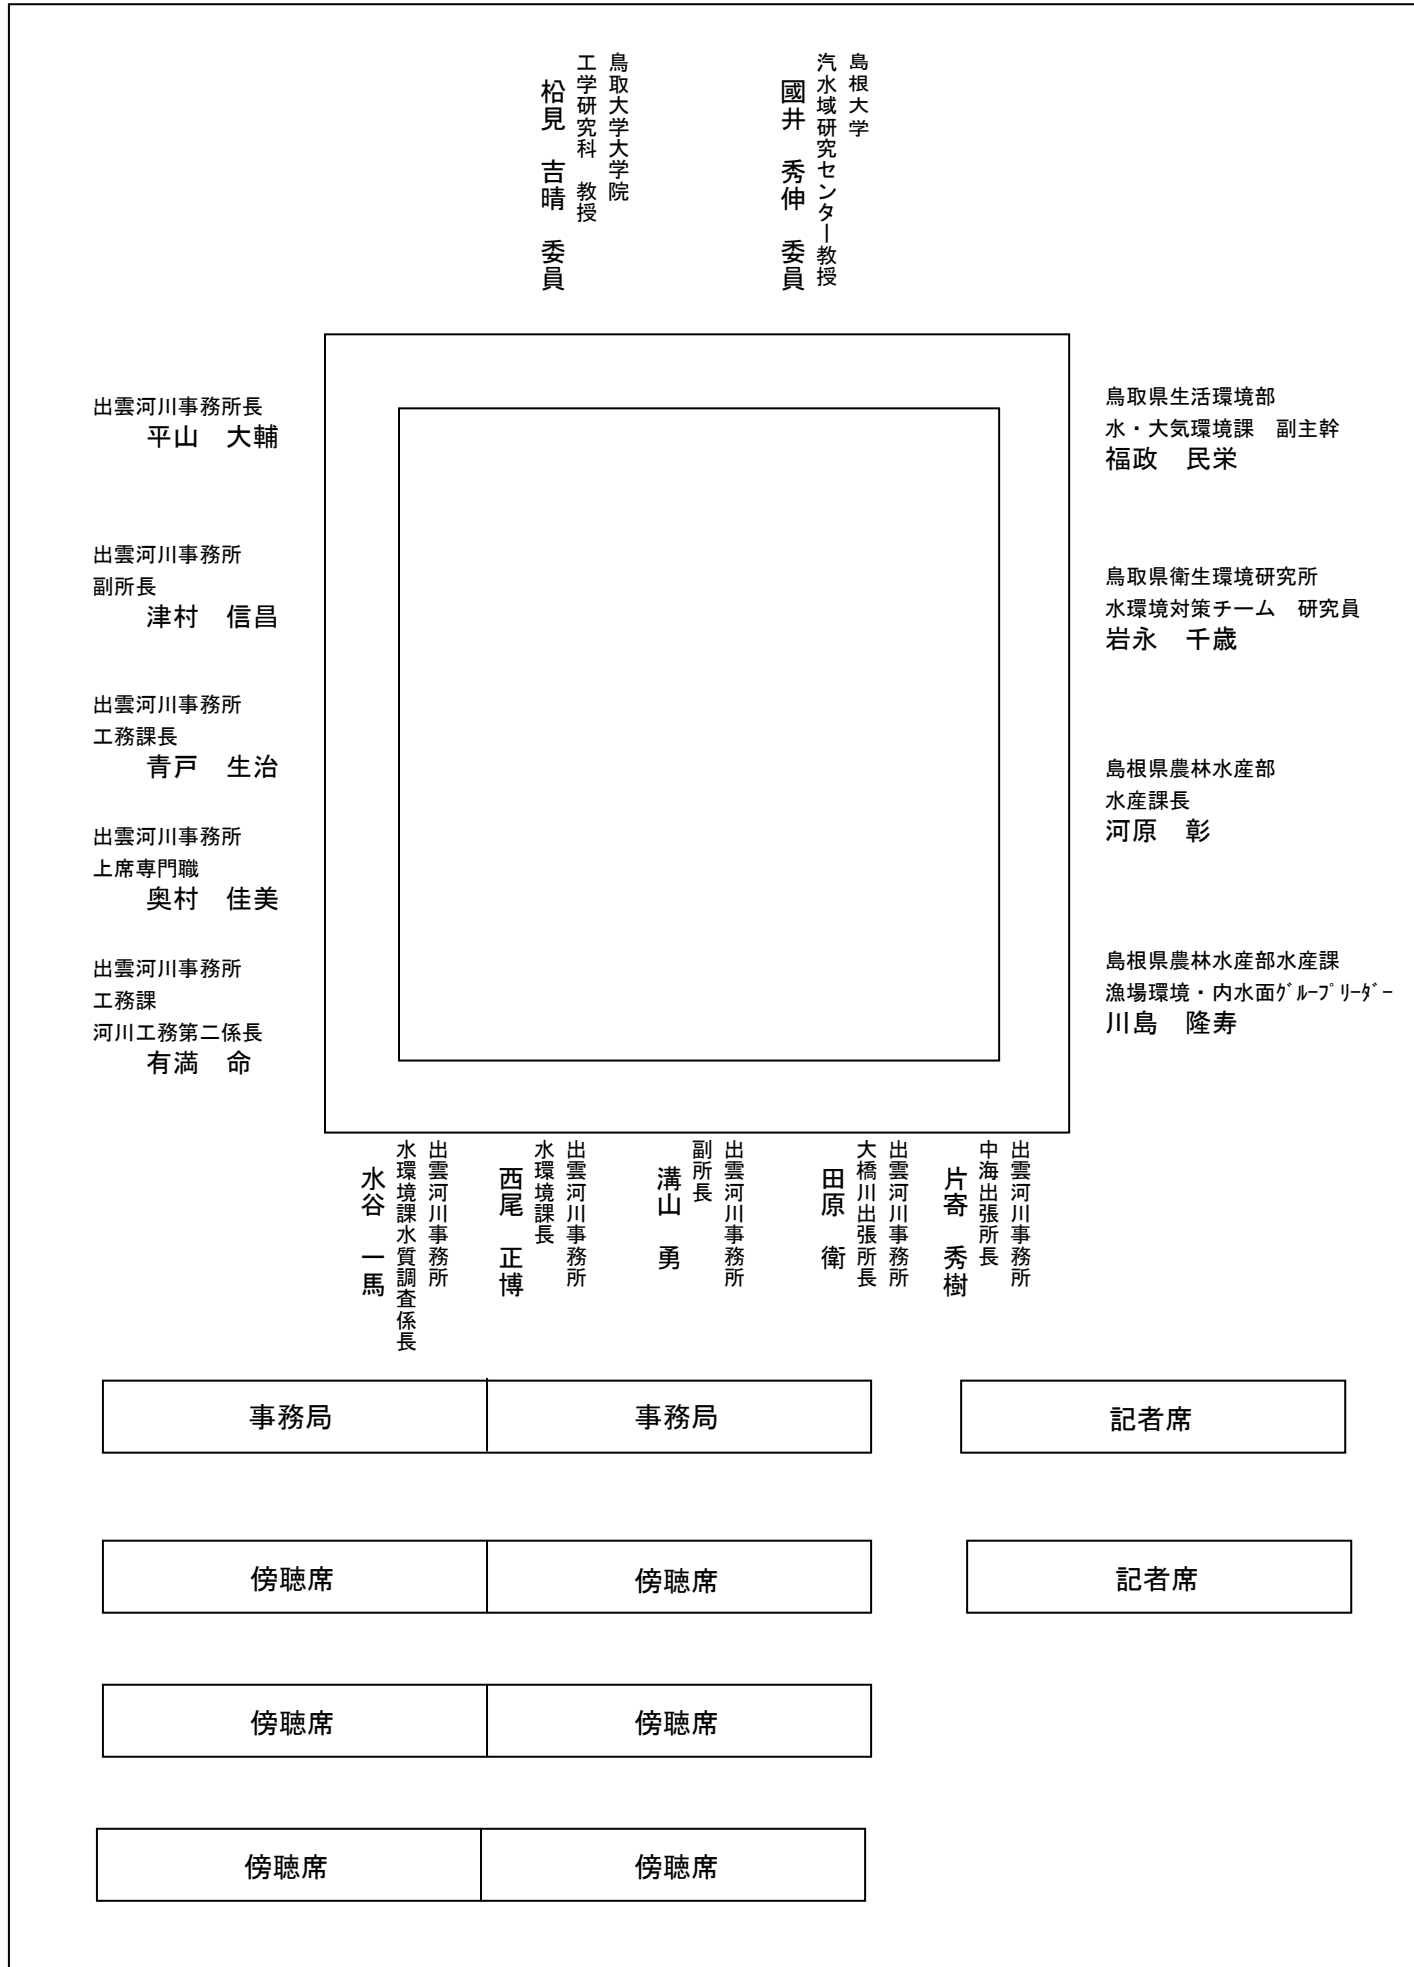 島根大学
汽水域研究センター教授
國井　秀伸　委員
鳥取大学大学院
工学研究科　教授
松見　吉晴　委員
出雲河川事務所長
平山　大輔
出雲河川事務所
副所長
津村　信昌
出雲河川事務所
工務課長
青戸　生治
出雲河川事務所
上席専門職
奥村　佳美
出雲河川事務所
工務課
河川工務第二係長
有満　命
鳥取県生活環境部
水・大気環境課　副主幹
福政　民栄
鳥取県衛生環境研究所
水環境対策チーム　研究員
岩永　千歳
島根県農林水産部
水産課長
河原　彰
島根県農林水産部水産課
漁場環境・内水面ｸﾞﾙｰﾌﾟﾘｰﾀﾞｰ
川島　隆寿
出雲河川事務所
中海出張所長
片寄　秀樹
出雲河川事務所
大橋川出張所長
田原　衛
出雲河川事務所
副所長
溝山　勇
出雲河川事務所
水環境課長
西尾　正博
出雲河川事務所
水環境課水質調査係長
水谷　一馬
事務局
事務局
記者席
傍聴席
傍聴席
記者席
傍聴席
傍聴席
傍聴席
傍聴席